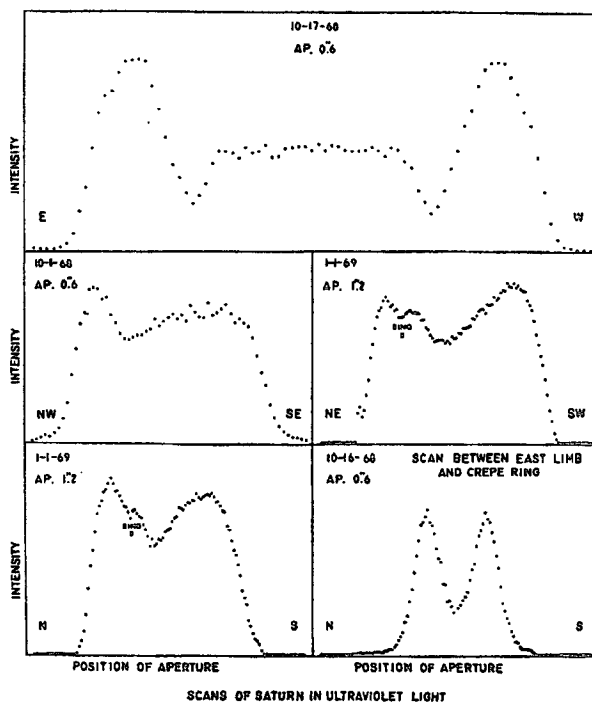 10-17-68
AP. 0."6
INTENSITY
E
W
10-1-68
AP. 0."6
INTENSITY
NW
SE
1-1-69
AP. 1."2
RING
NE
SW
1-1-69
AP. 1."2
INTENSITY
RING
N
S
10-16-68
SCAN BETWEEN EAST LIMB
AND CREPE RING
AP. 0."6
N
S
POSITION OF APERTURE
POSITION OF APERTURE
SCANS OF SATURN IN ULTRAVIOLET LIGHT